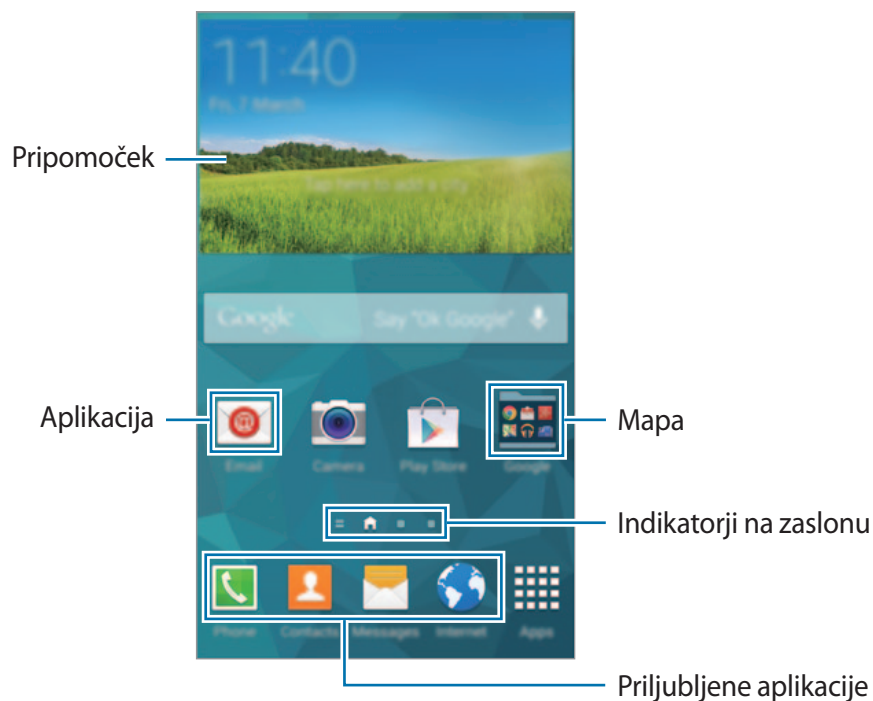 11:40
Fri, 7 March
Pripomoček
Tap here to add a city
Google Say "Ok Google"
Aplikacija
Mapa
Email Camera Play Store Google
Indikatorji na zaslonu
Phone Contacts Messages Internet Apps
Priljubljene aplikacije